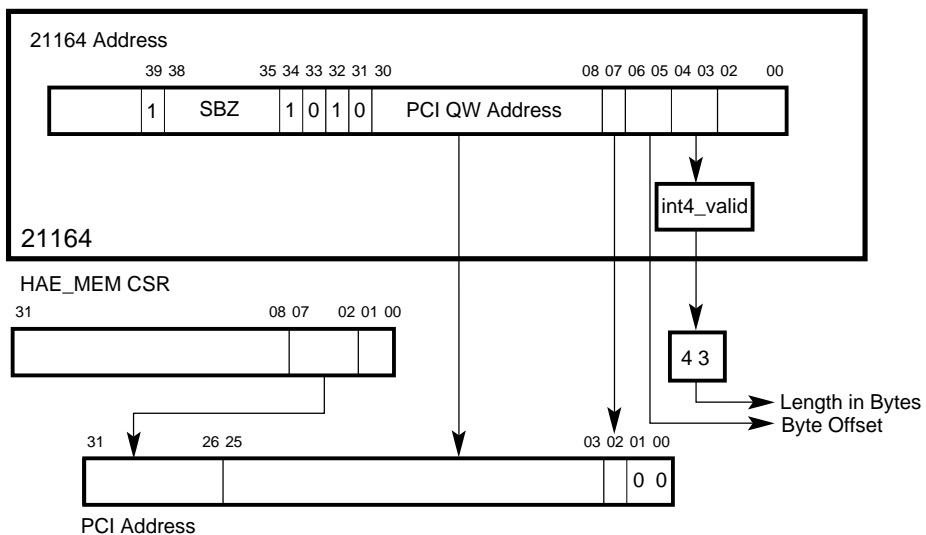 21164 Address
39 38 35 34 33 32 31 30 08 07 06 05 04 03 02 00
1 SBZ 1 0 1 0 PCI QW Address
int4_valid
21164
HAE_MEM CSR
31 08 07 02 01 00
4 3
Length in Bytes
Byte Offset
31 26 25 03 02 01 00
0 0
PCI Address